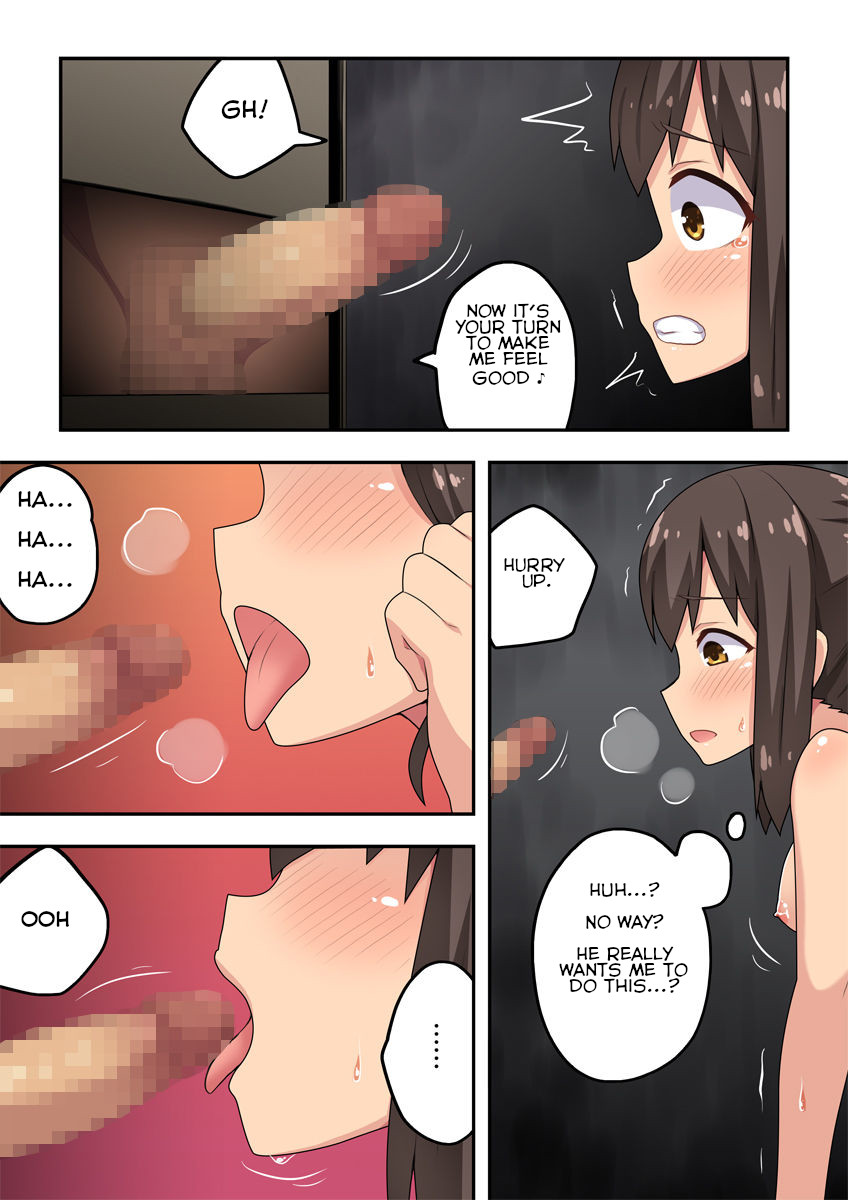 GH!
NOW IT'S
YOUR TURN
TO MAKE
ME FEEL
GOOD ♪
HURRY
UP.
HUH...?
NO WAY?
HE REALLY
WANTS ME TO
DO THIS...?
HA...
HA...
HA...
OOH
......